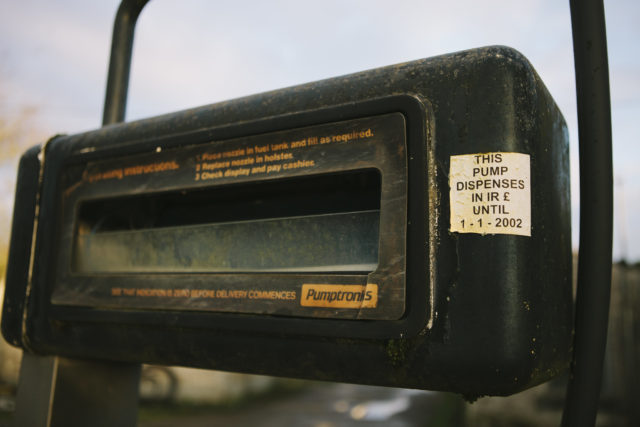 Operating Instructions.
1 Place nozzle in fuel tank and fill as required.
2 Replace nozzle in holster.
3 Check display and pay cashier.
SEE THAT INDICATION IS ZERO BEFORE DELIVERY COMMENCES
Pumptronics
THIS
PUMP
DISPENSES
IN IR £
UNTIL
1-1-2002